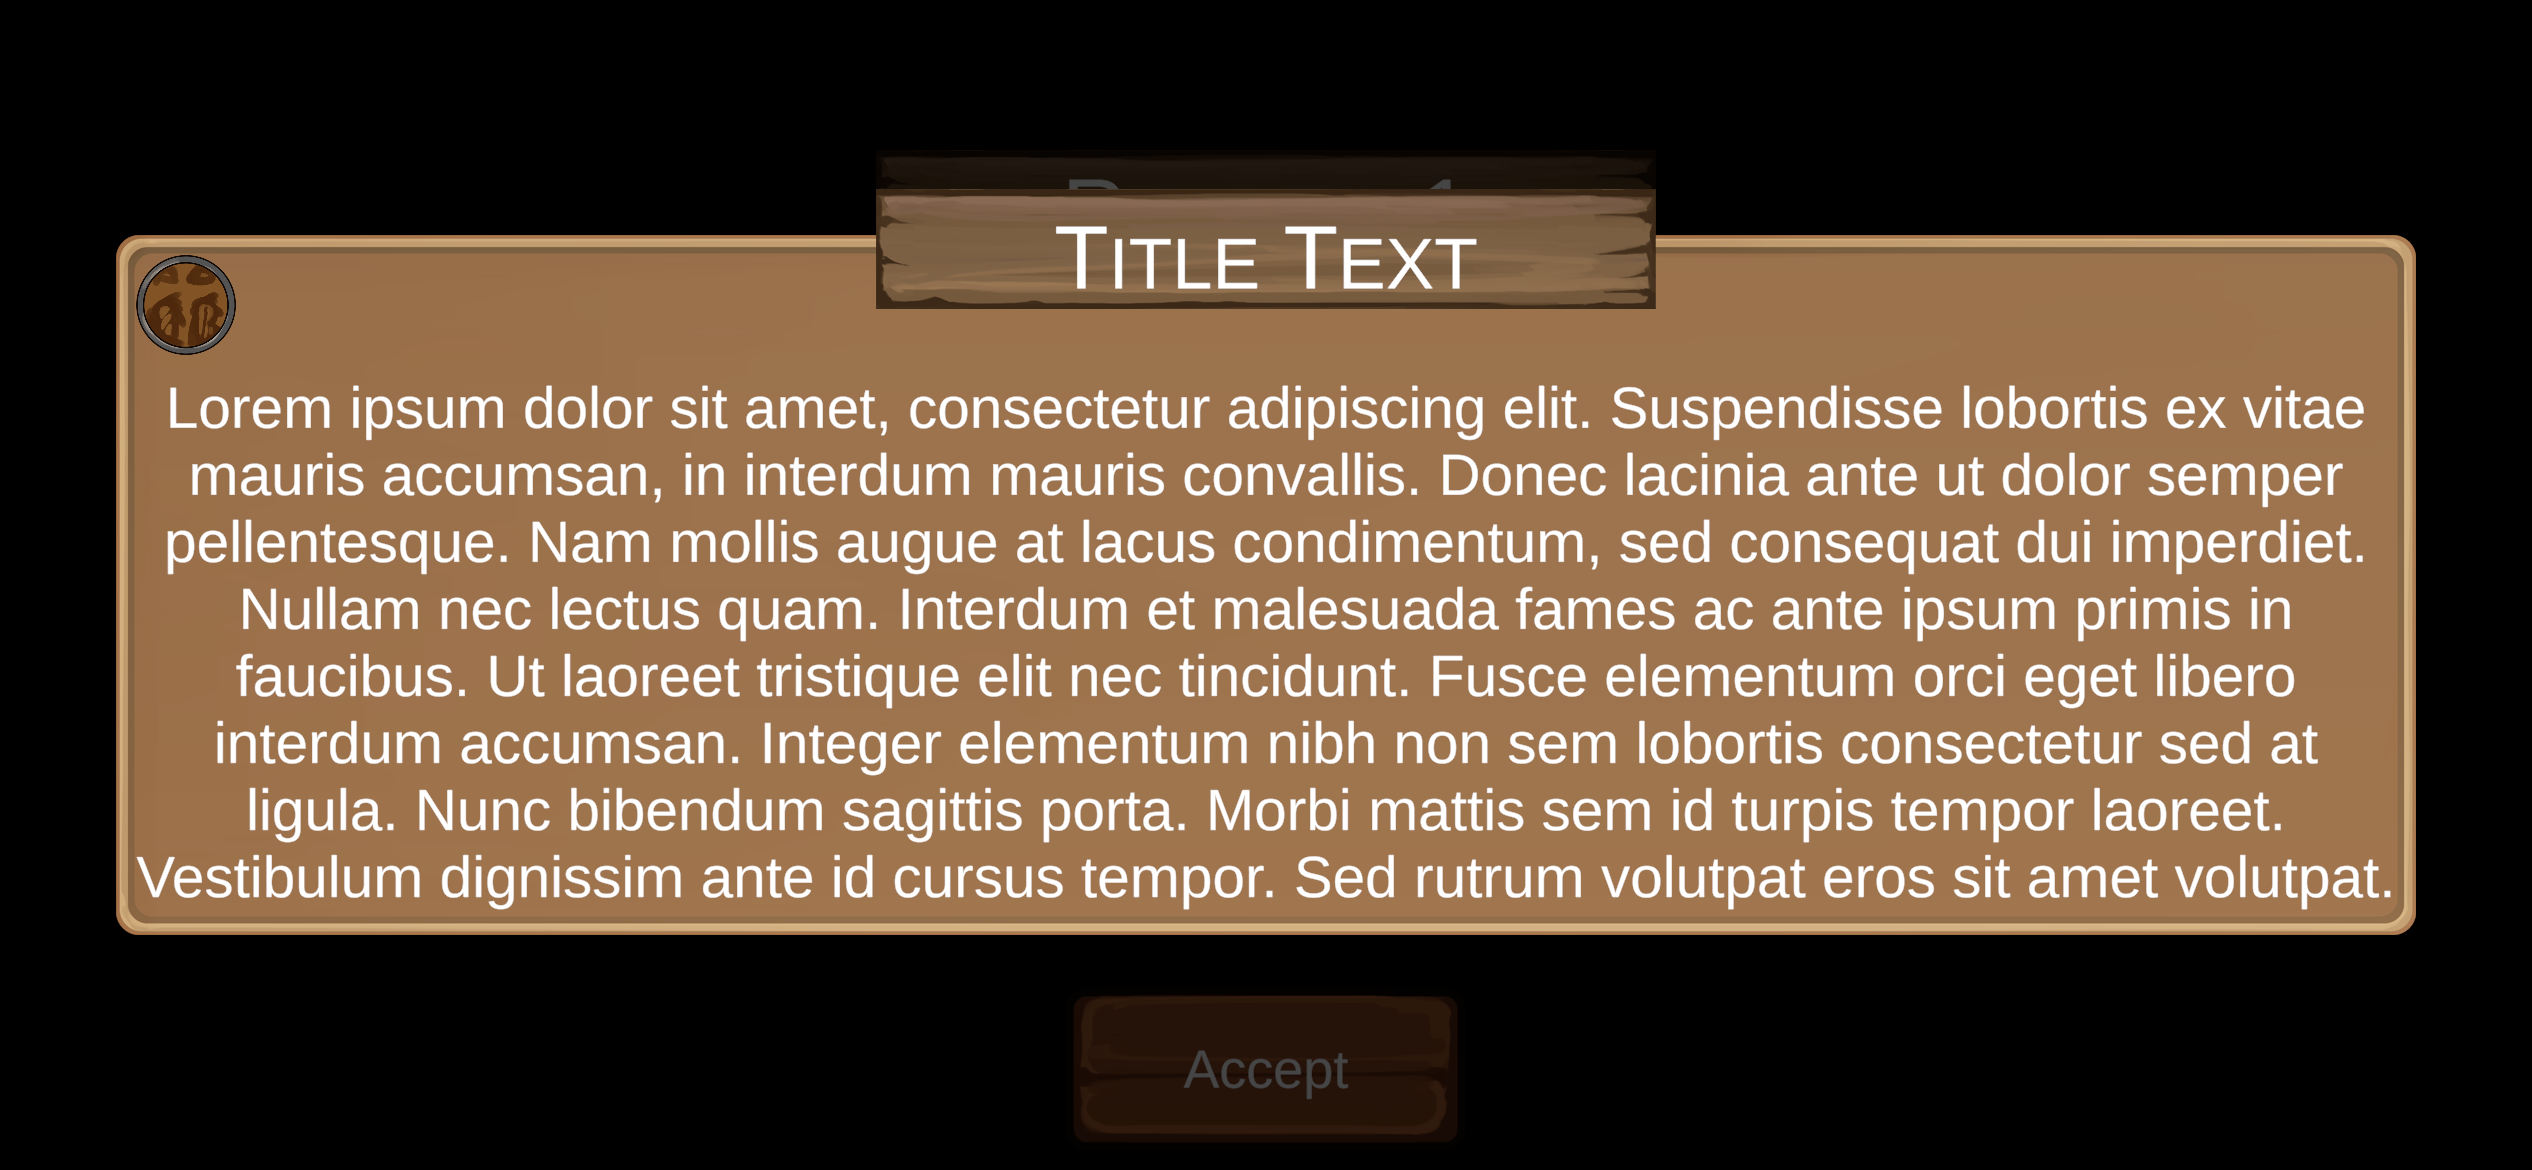 Title Text
Lorem ipsum dolor sit amet, consectetur adipiscing elit. Suspendisse lobortis ex vitae
mauris accumsan, in interdum mauris convallis. Donec lacinia ante ut dolor semper
pellentesque. Nam mollis augue at lacus condimentum, sed consequat dui imperdiet.
Nullam nec lectus quam. Interdum et malesuada fames ac ante ipsum primis in
faucibus. Ut laoreet tristique elit nec tincidunt. Fusce elementum orci eget libero
interdum accumsan. Integer elementum nibh non sem lobortis consectetur sed at
ligula. Nunc bibendum sagittis porta. Morbi mattis sem id turpis tempor laoreet.
Vestibulum dignissim ante id cursus tempor. Sed rutrum volutpat eros sit amet volutpat.
Accept